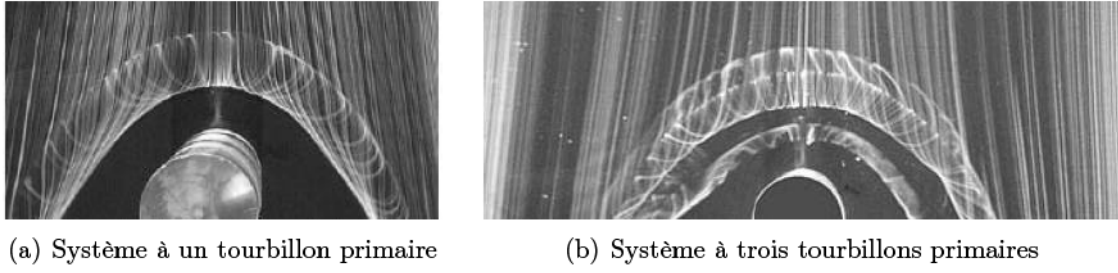 (a) Système à un tourbillon primaire
(b) Système à trois tourbillons primaires